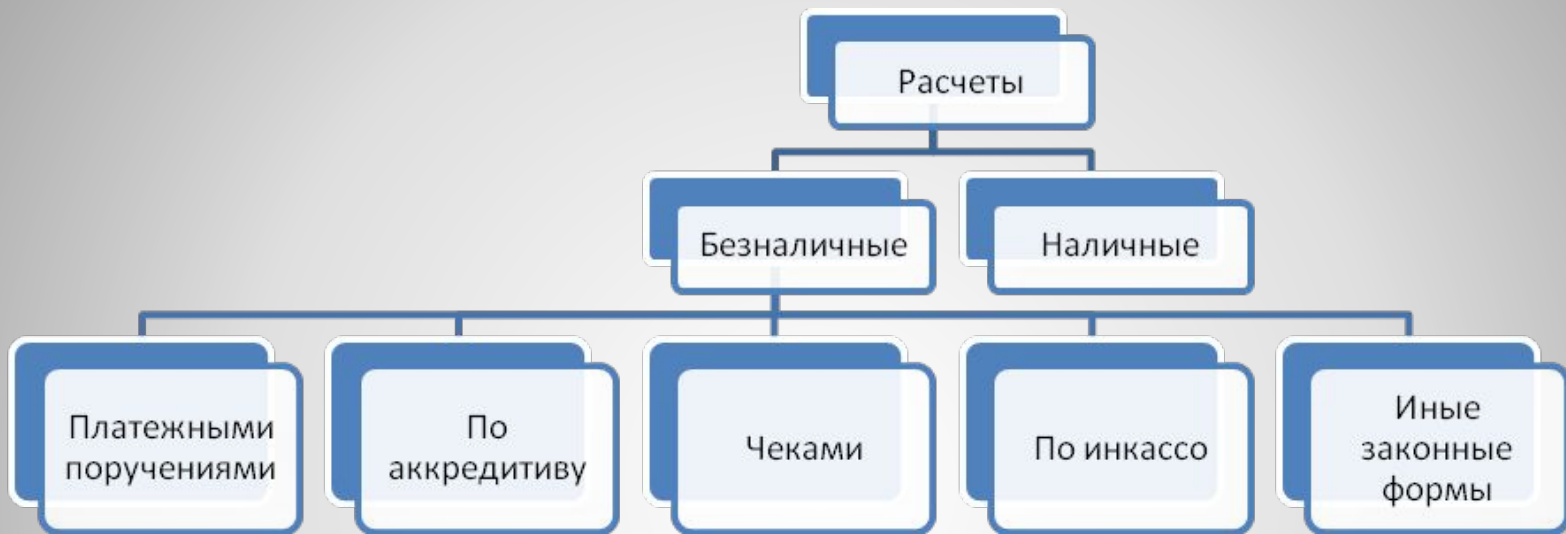 Расчеты
Безналичные
Наличные
Платежными
поручениями
По
аккредитиву
Чеками
По инкассо
Иные
законные
формы